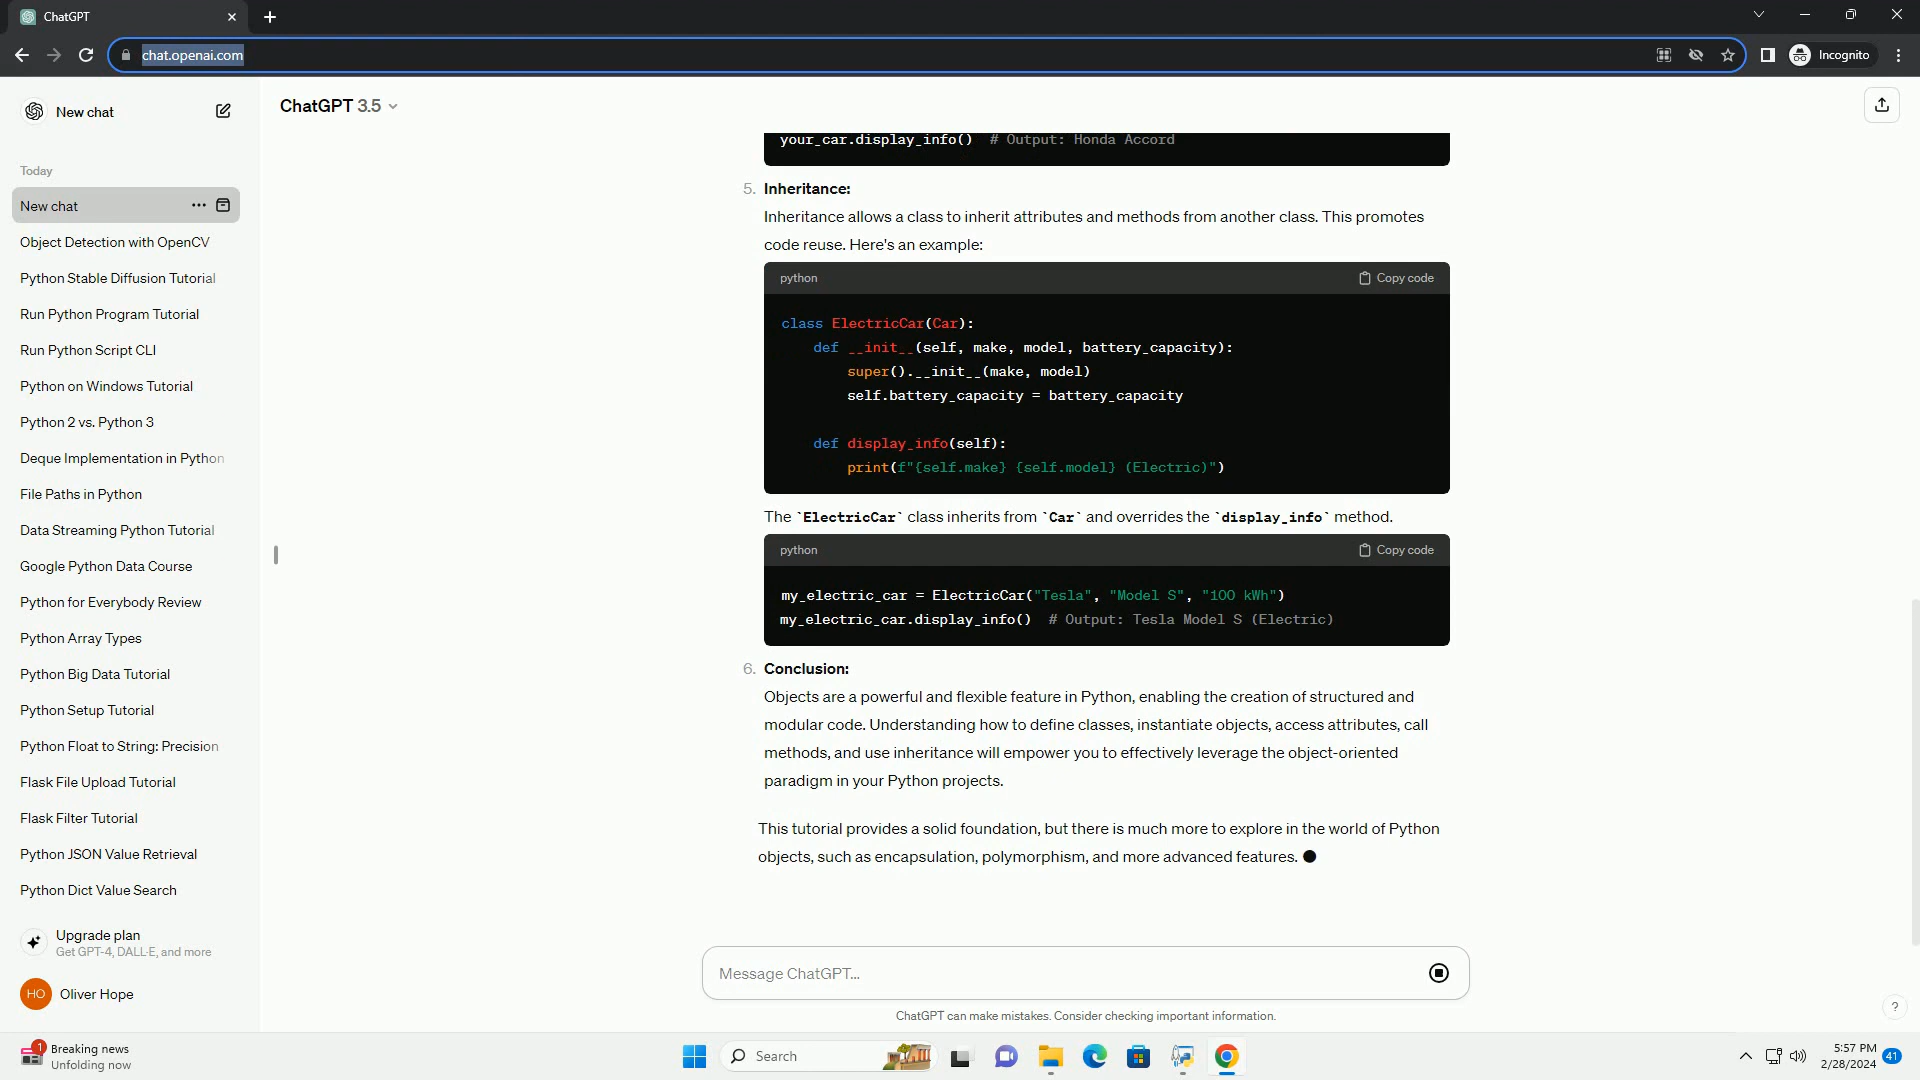 ChatGPT
chat.openai.com
Incognito
New chat
ChatGPT 3.5
Today
New chat
Object Detection with OpenCV
Python Stable Diffusion Tutorial
Run Python Program Tutorial
Run Python Script CLI
Python on Windows Tutorial
Python 2 vs. Python 3
Deque Implementation in Python
File Paths in Python
Data Streaming Python Tutorial
Google Python Data Course
Python for Everybody Review
Python Array Types
Python Big Data Tutorial
Python Setup Tutorial
Python Float to String: Precision
Flask File Upload Tutorial
Flask Filter Tutorial
Python JSON Value Retrieval
Python Dict Value Search
Upgrade plan
Get GPT-4, DALL·E, and more
HO Oliver Hope
your_car.display_info()  # Output: Honda Accord
5. Inheritance:
Inheritance allows a class to inherit attributes and methods from another class. This promotes
code reuse. Here's an example:
python Copy code
class ElectricCar(Car):
    def __init__(self, make, model, battery_capacity):
        super().__init__(make, model)
        self.battery_capacity = battery_capacity
    def display_info(self):
        print(f"{self.make} {self.model} (Electric)")
The `ElectricCar` class inherits from `Car` and overrides the `display_info` method.
python Copy code
my_electric_car = ElectricCar("Tesla", "Model S", "100 kWh")
my_electric_car.display_info()  # Output: Tesla Model S (Electric)
6. Conclusion:
Objects are a powerful and flexible feature in Python, enabling the creation of structured and
modular code. Understanding how to define classes, instantiate objects, access attributes, call
methods, and use inheritance will empower you to effectively leverage the object-oriented
paradigm in your Python projects.
This tutorial provides a solid foundation, but there is much more to explore in the world of Python
objects, such as encapsulation, polymorphism, and more advanced features.
Message ChatGPT...
ChatGPT can make mistakes. Consider checking important information.
?
1
Breaking news
Unfolding now
Search
5:57 PM
2/28/2024
41